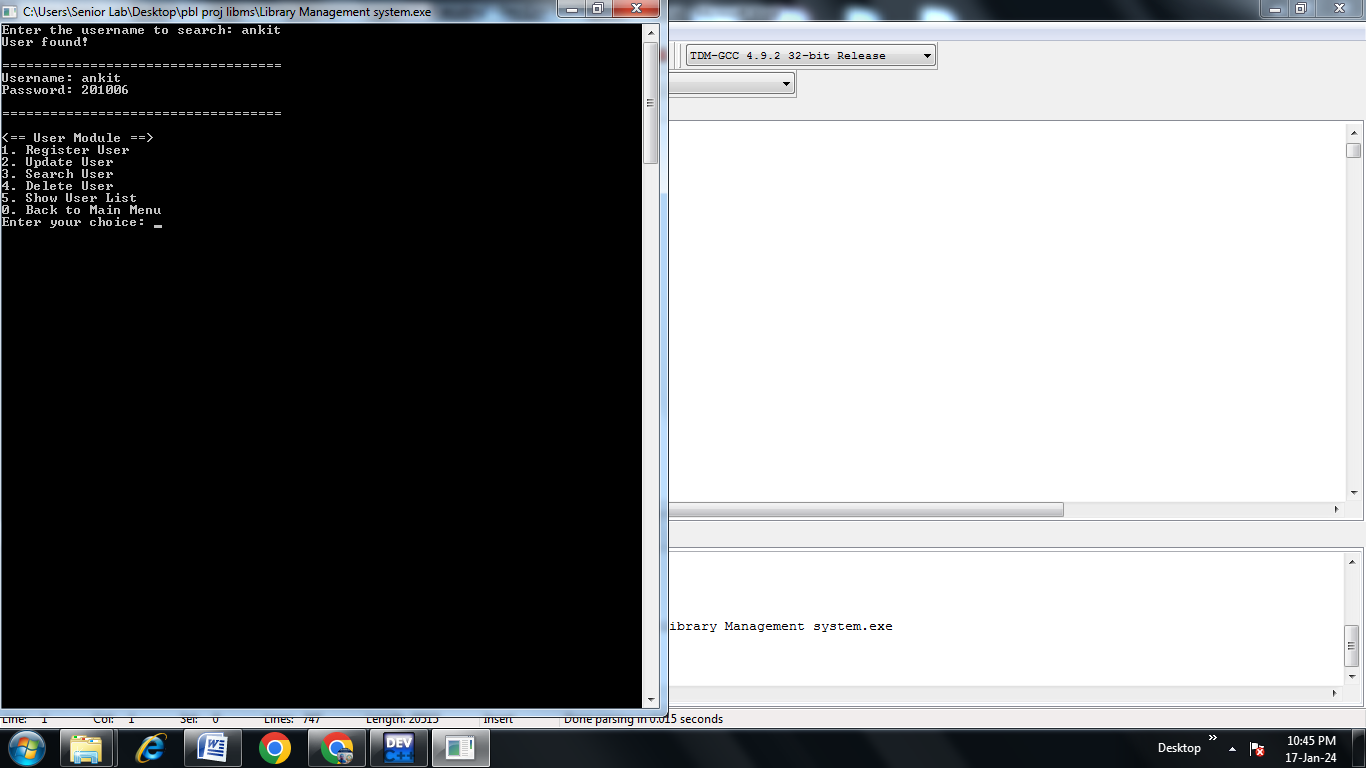 C:\Users\Senior Lab\Desktop\pbl proj libms\Library Management system.exe
Enter the username to search: ankit
User found!
===================================
Username: ankit
Password: 201006
===================================
<== User Module ==>
1. Register User
2. Update User
3. Search User
4. Delete User
5. Show User List
0. Back to Main Menu
Enter your choice: _
TDM-GCC 4.9.2 32-bit Release
ibrary Management system.exe
Line: 1 Col: 1 Sel: 0 Lines: 747 Length: 20515 Insert Done parsing in 0.015 seconds
DEV
C++
Desktop
10:45 PM
17-Jan-24